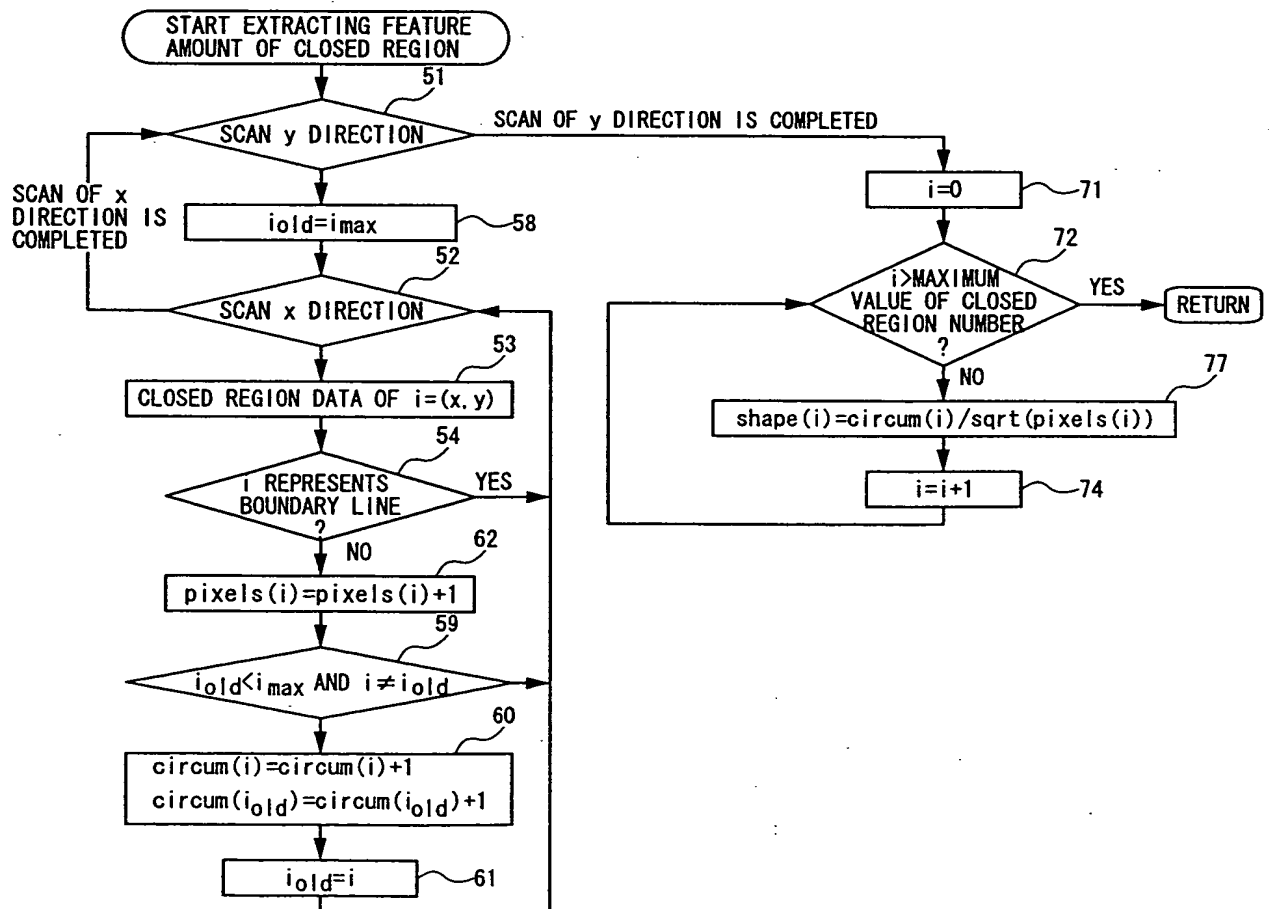 START EXTRACTING FEATURE
AMOUNT OF CLOSED REGION
51
SCAN y DIRECTION
SCAN OF y DIRECTION IS COMPLETED
SCAN OF x
DIRECTION IS
COMPLETED
iold=imax
58
52
SCAN x DIRECTION
53
CLOSED REGION DATA OF i=(x,y)
54
i REPRESENTS
BOUNDARY LINE
?
YES
NO
62
pixels(i)=pixels(i)+1
59
iold<imax AND i≠iold
60
circum(i)=circum(i)+1
circum(iold)=circum(iold)+1
iold=i
61
i=0
71
72
i>MAXIMUM
VALUE OF CLOSED
REGION NUMBER
?
YES
RETURN
NO
77
shape(i)=circum(i)/sqrt(pixels(i))
i=i+1
74